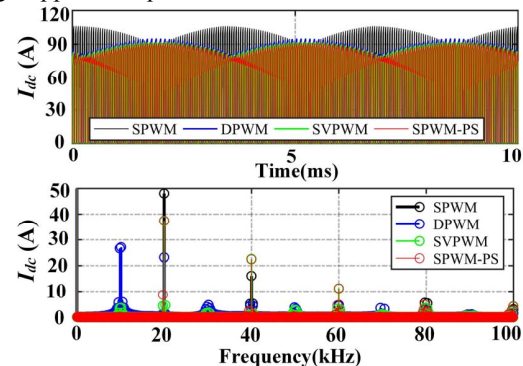 120
90
60
30
0
I_dc (A)
SPWM DPWM SVPWM SPWM-PS
0 5 10
Time(ms)
50
40
30
20
10
0
I_dc (A)
SPWM
DPWM
SVPWM
SPWM-PS
0 20 40 60 80 100
Frequency(kHz)